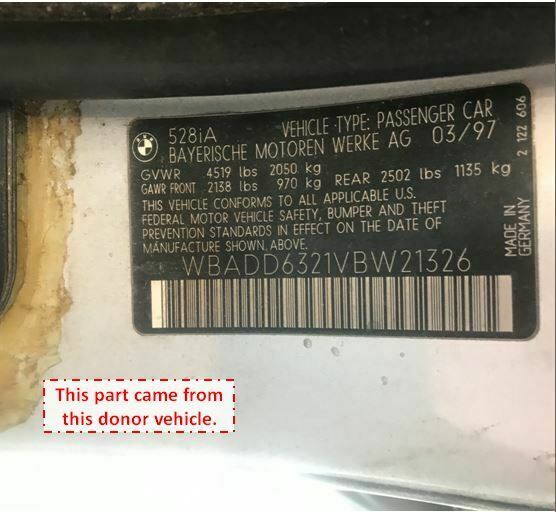 BMW
528iA VEHICLE TYPE: PASSENGER CAR
BAYERISCHE MOTOREN WERKE AG 03/97
GVWR 4519 lbs 2050 kg
GAWR FRONT 2138 lbs 970 kg REAR 2502 lbs 1135 kg
THIS VEHICLE CONFORMS TO ALL APPLICABLE U.S.
FEDERAL MOTOR VEHICLE SAFETY, BUMPER AND THEFT
PREVENTION STANDARDS IN EFFECT ON THE DATE OF
MANUFACTURE SHOWN ABOVE.
WBADD6321VBW21326
MADE IN
GERMANY
2 122 606
This part came from
this donor vehicle.